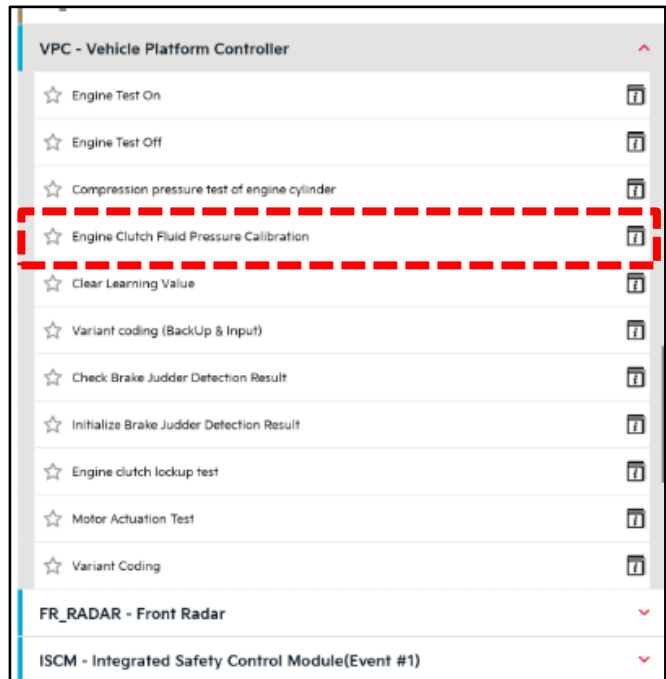 VPC - Vehicle Platform Controller
Engine Test On
Engine Test Off
Compression pressure test of engine cylinder
Engine Clutch Fluid Pressure Calibration
Clear Learning Value
Variant coding (BackUp & Input)
Check Brake Judder Detection Result
Initialize Brake Judder Detection Result
Engine clutch lockup test
Motor Actuation Test
Variant Coding
FR_RADAR - Front Radar
ISCM - Integrated Safety Control Module(Event #1)